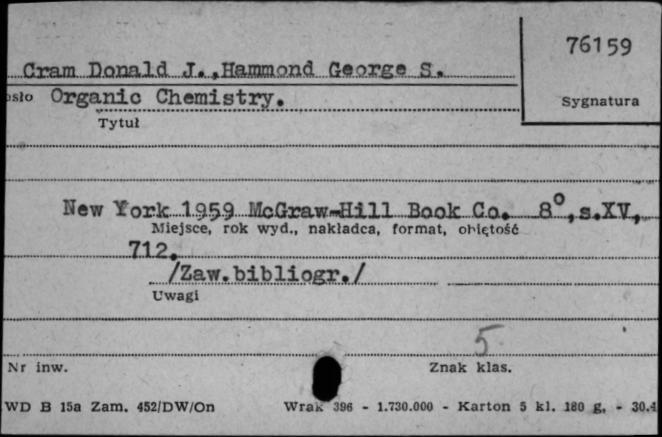 76159
Cram Donald J.,Hammond George S.
Organic Chemistry.
Sygnatura
Tytuł
New York 1959 McGraw-Hill Book Co. 8°,s.XV,
Miejsce, rok wyd., nakładca, format, objętość
712.
/Zaw.bibliogr./
Uwagi
5
Nr inw.
Znak klas.
WD B 15a Zam. 452/DW/On Wrak 396 - 1.730.000 - Karton 5 kl. 180 g. - 30.4